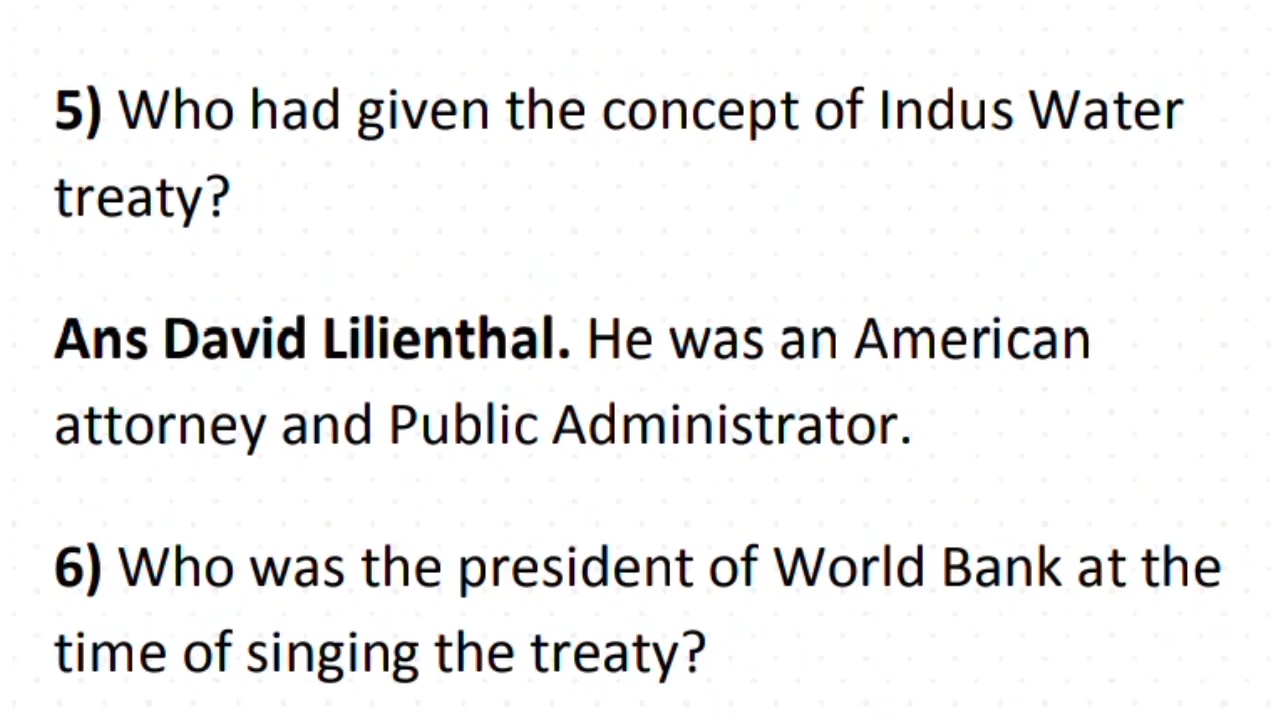 5) Who had given the concept of Indus Water
treaty?
Ans David Lilienthal. He was an American
attorney and Public Administrator.
6) Who was the president of World Bank at the
time of singing the treaty?